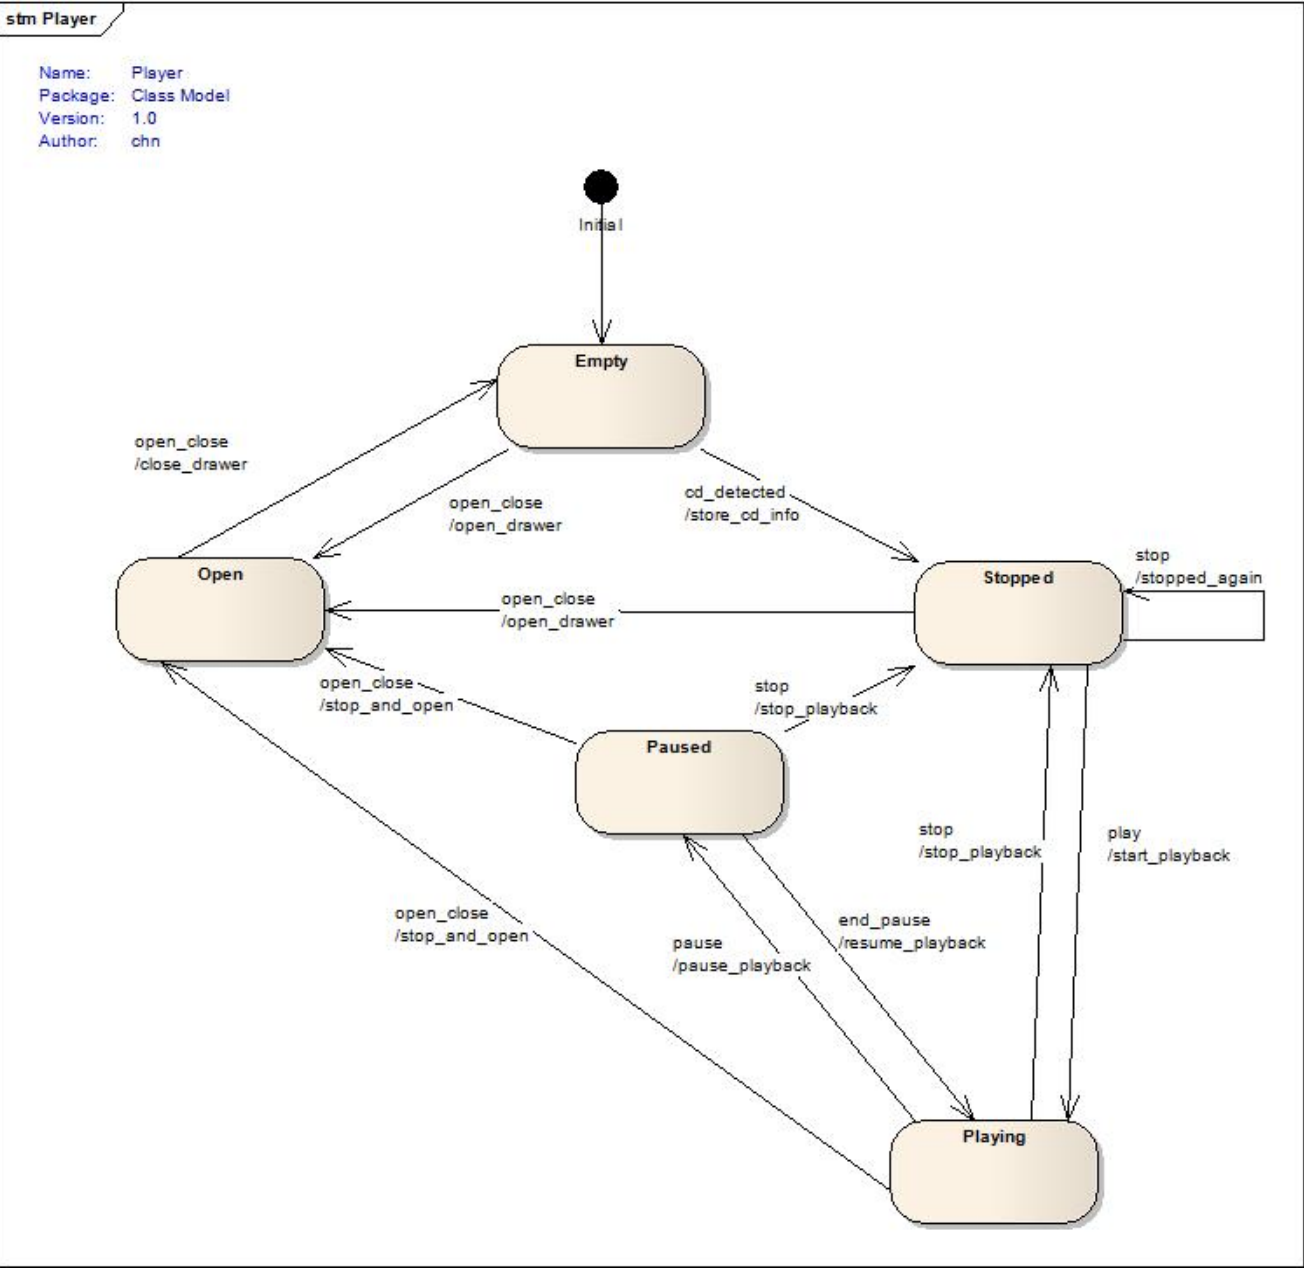 stm Player
Name: Player
Package: Class Model
Version: 1.0
Author: chn
Initial
Empty
open_close
/close_drawer
open_close
/open_drawer
cd_detected
/store_cd_info
Open
Stopped
stop
/stopped_again
open_close
/open_drawer
open_close
/stop_and_open
stop
/stop_playback
Paused
stop
/stop_playback
play
/start_playback
open_close
/stop_and_open
pause
/pause_playback
end_pause
/resume_playback
Playing